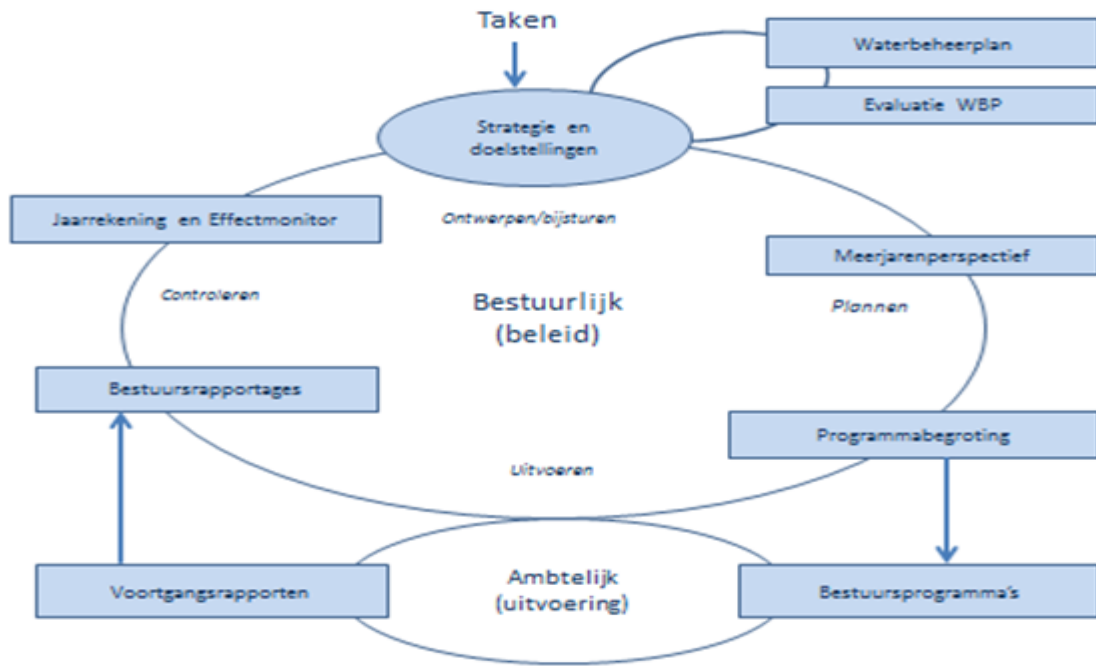 Taken
Waterbeheerplan
Evaluatie WBP
Strategie en
doelstellingen
Jaarrekening en Effectmonitor
Ontwerpen/bijsturen
Meerjarenperspectief
Controleren
Bestuurlijk
(beleid)
Plannen
Bestuursrapportages
Programmabegroting
Uitvoeren
Voortgangsrapporten
Ambtelijk
(uitvoering)
Bestuursprogramma's